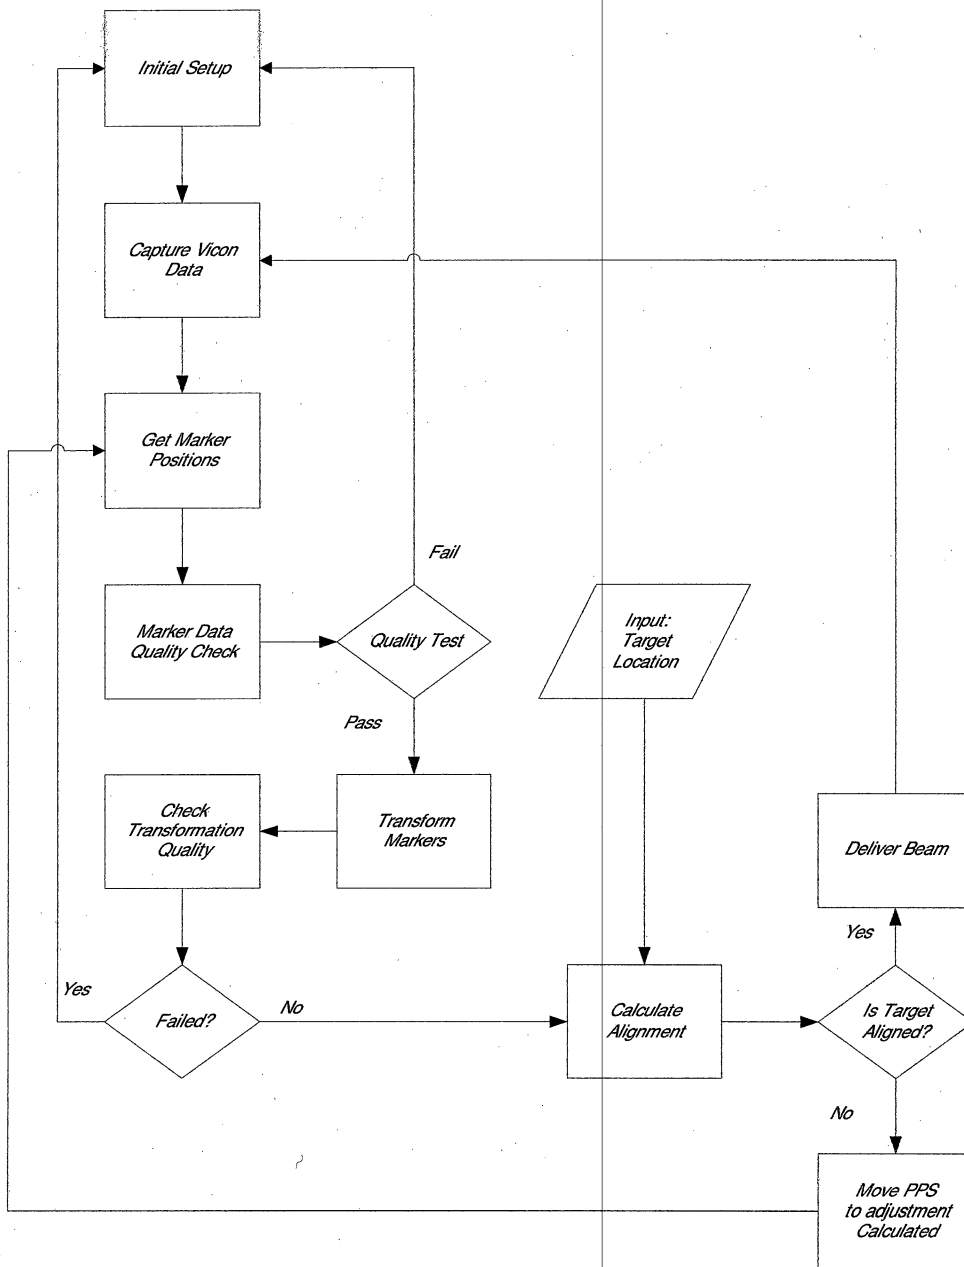 Initial Setup
Capture Vicon
Data
Get Marker
Positions
Fail
Marker Data
Quality Check
Quality Test
Input:
Target
Location
Pass
Check
Transformation
Quality
Transform
Markers
Deliver Beam
Yes
Yes
Failed?
No
Calculate
Alignment
Is Target
Aligned?
No
Move PPS
to adjustment
Calculated